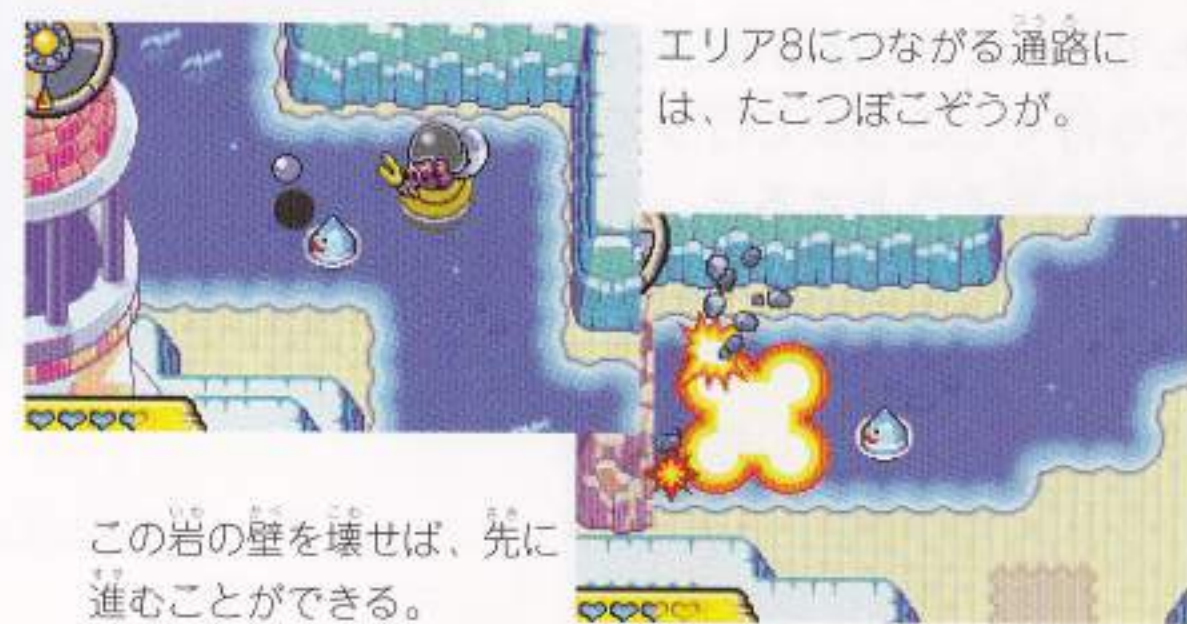 エリア8につながる通路に
は、たこつぼこぞうが。
この岩の壁を壊せば、先に
進むことができる。